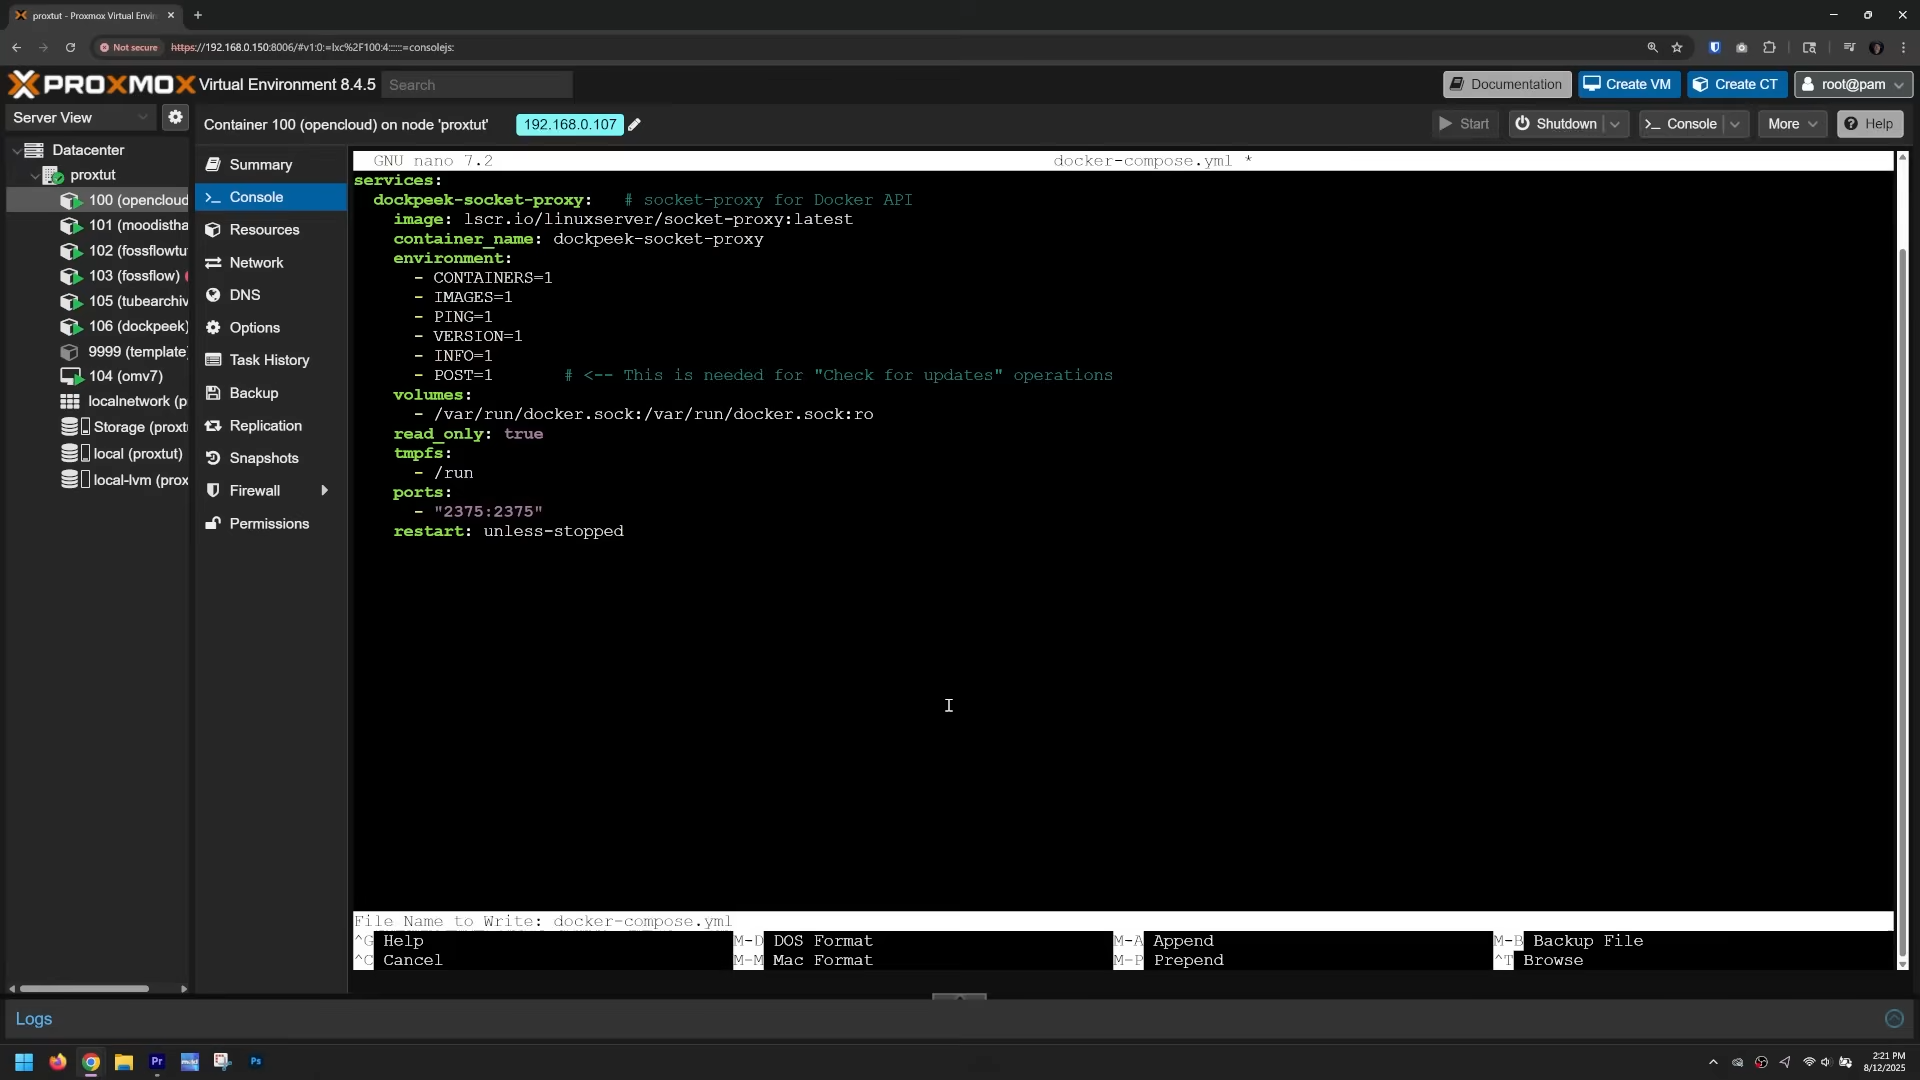 proxtut - Proxmox Virtual Envir
Not secure https://192.168.0.150:8006/#v1:0:=lxc%2F100:4::::::=consolejs:
PROXMOX Virtual Environment 8.4.5 Search Documentation Create VM Create CT root@pam
Server View
Container 100 (opencloud) on node 'proxtut' 192.168.0.107 Start Shutdown Console More Help
Datacenter
proxtut
100 (opencloud
101 (moodistha
102 (fossflowtu
103 (fossflow)
105 (tubearchiv
106 (dockpeek)
9999 (template
104 (omv7)
localnetwork (p
Storage (proxt
local (proxtut)
local-lvm (prox
Summary
Console
Resources
Network
DNS
Options
Task History
Backup
Replication
Snapshots
Firewall
Permissions
GNU nano 7.2 docker-compose.yml *
services:
  dockpeek-socket-proxy:   # socket-proxy for Docker API
    image: lscr.io/linuxserver/socket-proxy:latest
    container_name: dockpeek-socket-proxy
    environment:
      - CONTAINERS=1
      - IMAGES=1
      - PING=1
      - VERSION=1
      - INFO=1
      - POST=1       # <-- This is needed for "Check for updates" operations
    volumes:
      - /var/run/docker.sock:/var/run/docker.sock:ro
    read_only: true
    tmpfs:
      - /run
    ports:
      - "2375:2375"
    restart: unless-stopped
File Name to Write: docker-compose.yml
^G Help M-D DOS Format M-A Append M-B Backup File
^C Cancel M-M Mac Format M-P Prepend ^T Browse
Logs
Pr Ps
2:21 PM
8/12/2025